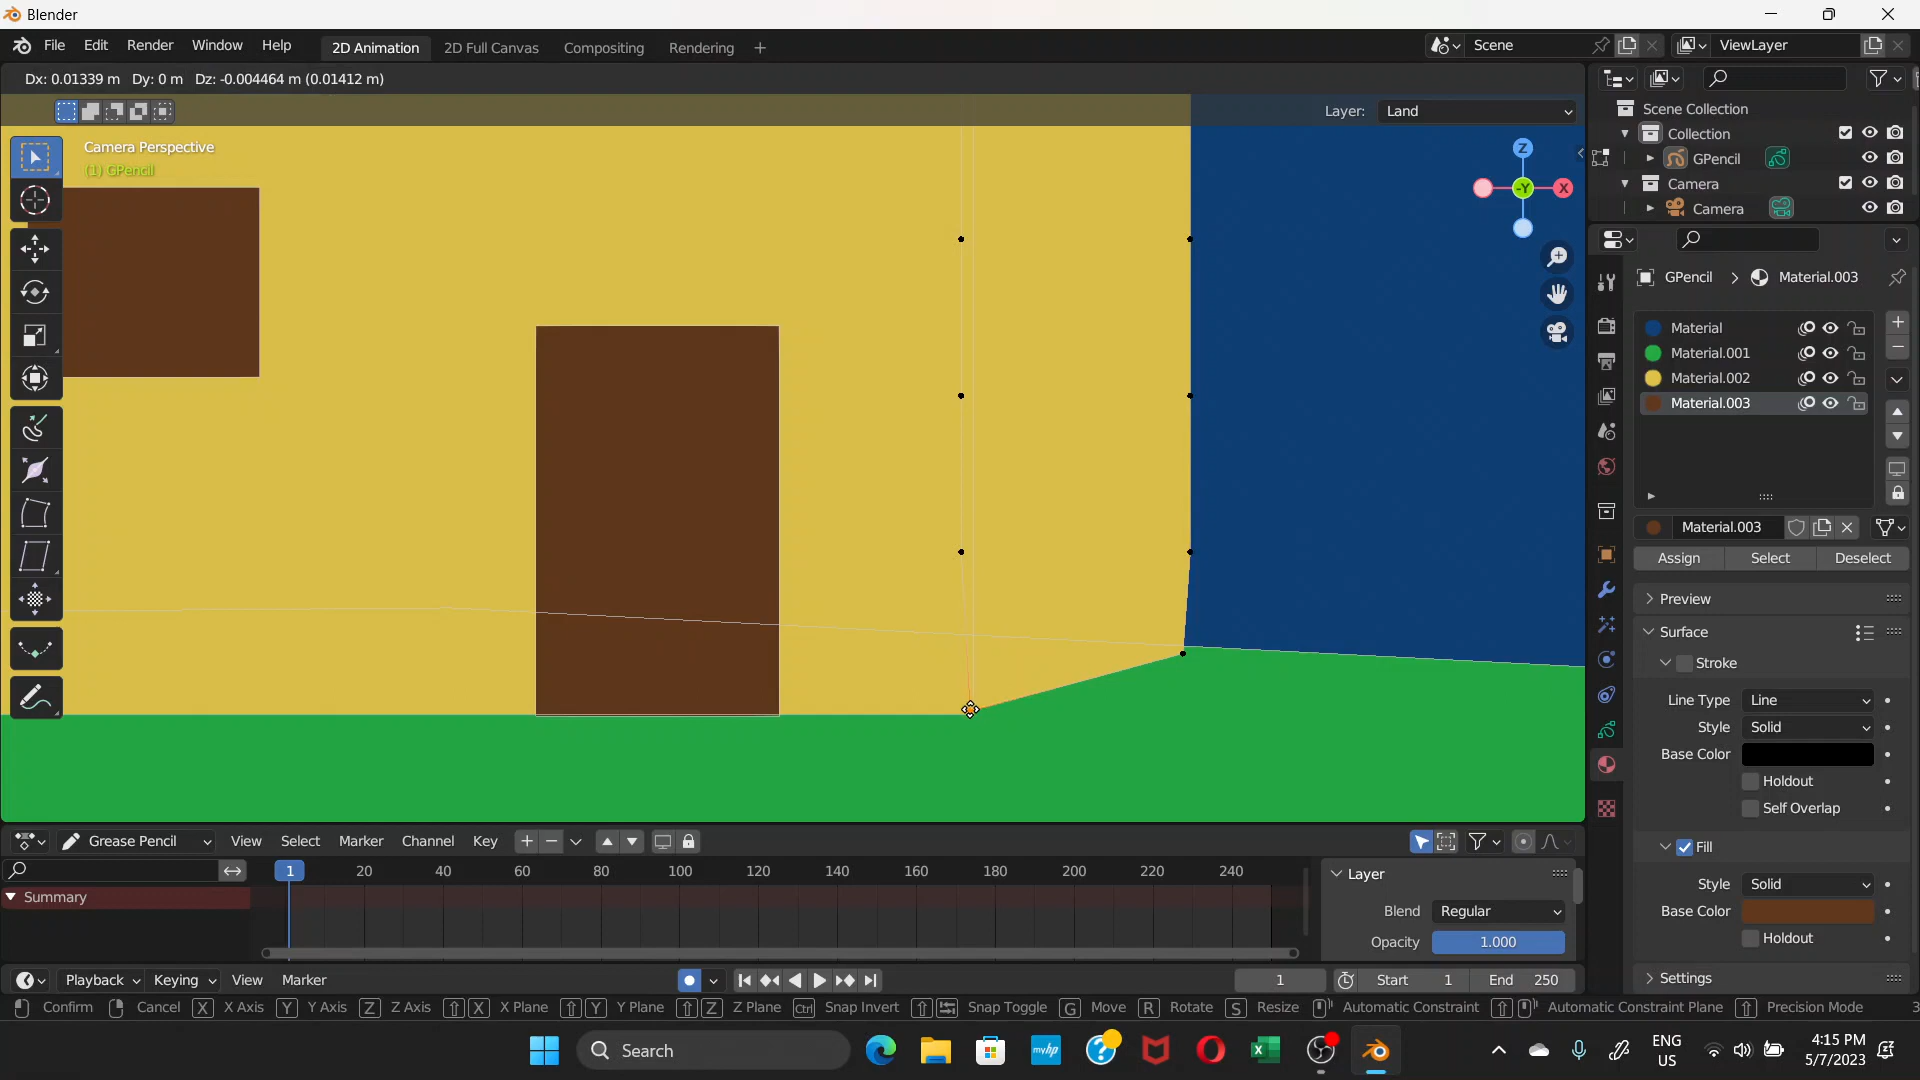 Blender
File Edit Render Window Help 2D Animation 2D Full Canvas Compositing Rendering + Scene ViewLayer
Dx: 0.01339 m Dy: 0 m Dz: -0.004464 m (0.01412 m)
Layer: Land
Camera Perspective
(1) GPencil
Z
-Y
X
Scene Collection
Collection
GPencil
Camera
Camera
GPencil > Material.003
Material
Material.001
Material.002
Material.003
Material.003
Assign Select Deselect
Preview
Surface
Stroke
Line Type Line
Style Solid
Base Color
Holdout
Self Overlap
Fill
Style Solid
Base Color
Holdout
Settings
Grease Pencil View Select Marker Channel Key
1 20 40 60 80 100 120 140 160 180 200 220 240
Summary
Layer
Blend Regular
Opacity 1.000
Playback Keying View Marker 1 Start 1 End 250
Confirm Cancel X X Axis Y Y Axis Z Z Axis X X Plane Y Y Plane Z Z Plane Ctrl Snap Invert Snap Toggle G Move R Rotate S Resize Automatic Constraint Automatic Constraint Plane Precision Mode
Search
myhp
ENG
US
4:15 PM
5/7/2023